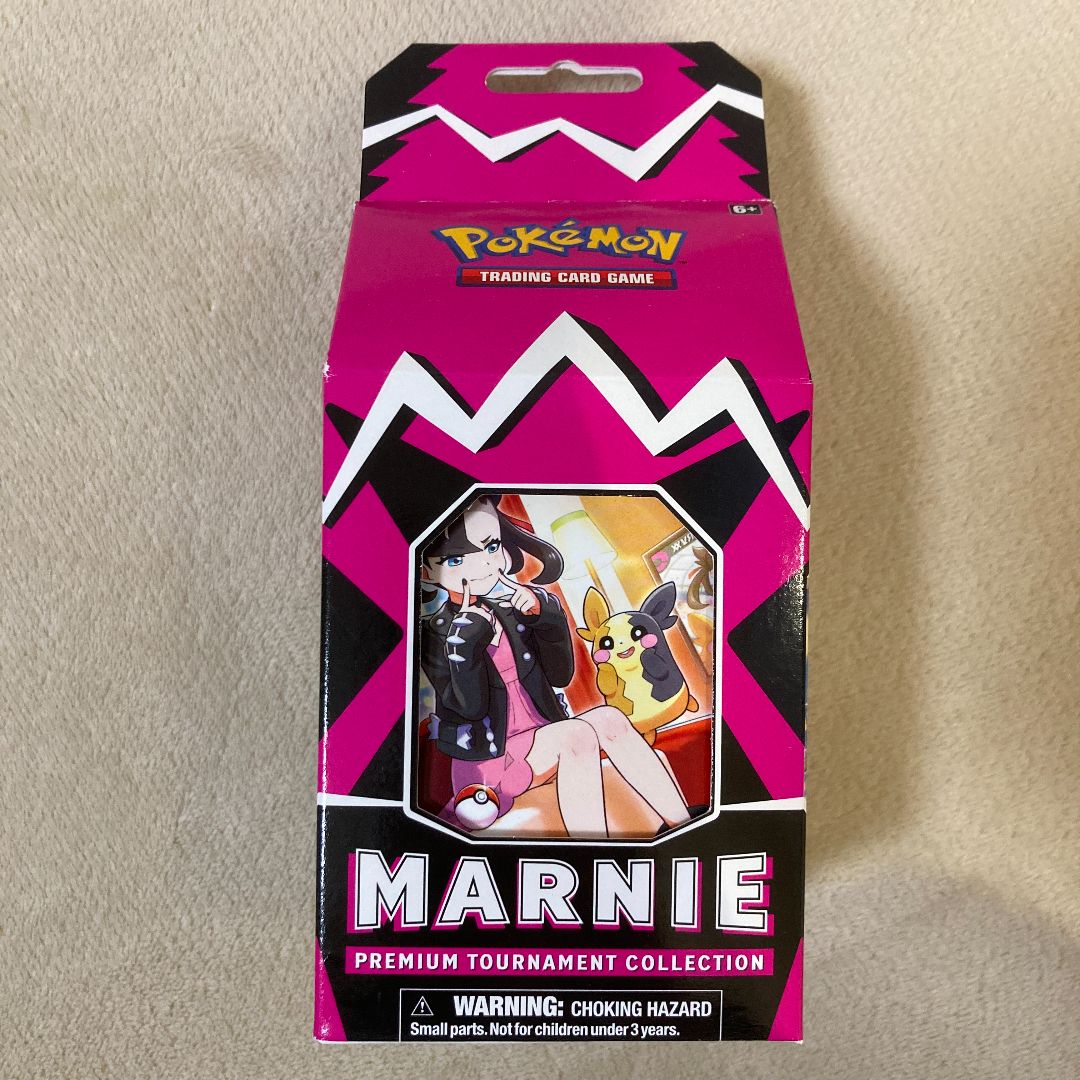 6+
POKéMON
TRADING CARD GAME
MARNIE
PREMIUM TOURNAMENT COLLECTION
⚠ WARNING: CHOKING HAZARD
Small parts. Not for children under 3 years.